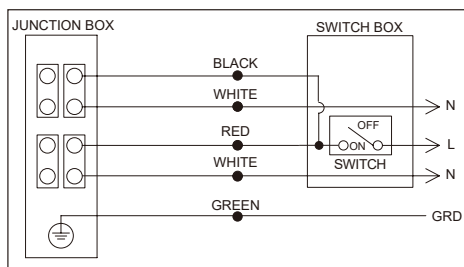 JUNCTION BOX
SWITCH BOX
BLACK
WHITE
N
RED
OFF
ON
L
SWITCH
WHITE
N
GREEN
GRD